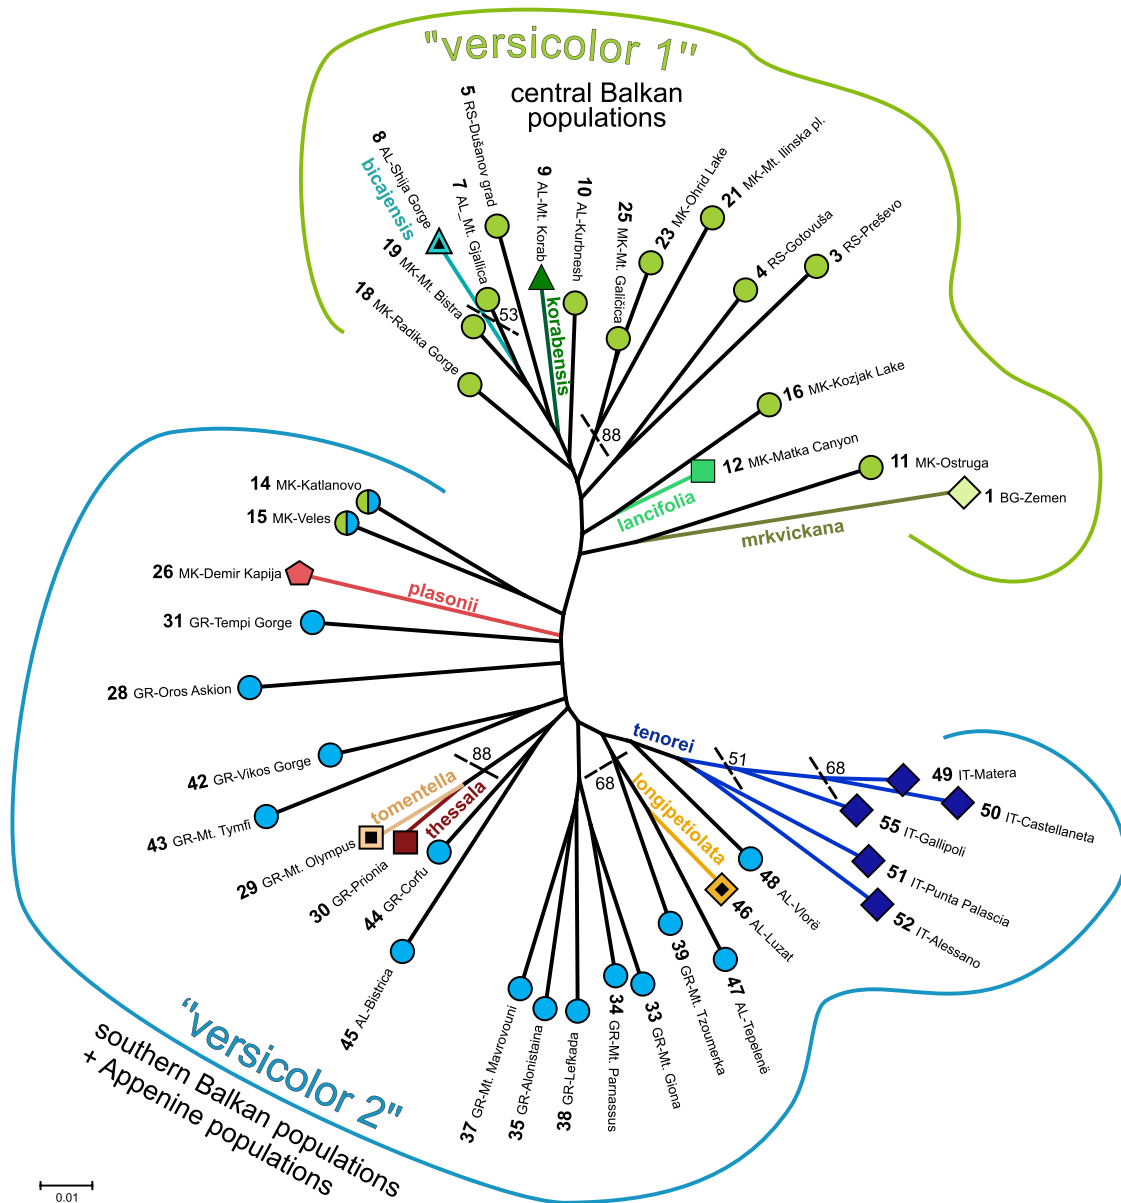 "versicolor 1"
central Balkan
populations
5 RS-Dušanov grad
8 AL-Shija Gorge
bicajensis
7 AL_Mt. Gjallica
9 AL-Mt. Korab
korabensis
10 AL-Kurbnesh
25 MK-Mt. Galičica
23 MK-Ohrid Lake
21 MK-Mt. Ilinska pl.
4 RS-Gotovuša
3 RS-Preševo
19 MK-Mt. Bistra
53
18 MK-Radika Gorge
88
16 MK-Kozjak Lake
12 MK-Matka Canyon
lancifolia
11 MK-Ostruga
1 BG-Zemen
mrkvickana
14 MK-Katlanovo
15 MK-Veles
26 MK-Demir Kapija
plasonii
31 GR-Tempi Gorge
28 GR-Oros Askion
42 GR-Vikos Gorge
43 GR-Mt. Tymfi
88
tomentella
thessala
29 GR-Mt. Olympus
30 GR-Prionia
44 GR-Corfu
45 AL-Bistrica
tenorei
51
68
49 IT-Matera
50 IT-Castellaneta
55 IT-Gallipoli
51 IT-Punta Palascia
52 IT-Alessano
68
longipetiolata
48 AL-Vlorë
46 AL-Luzat
47 AL-Tepelenë
39 GR-Mt. Tzoumerka
33 GR-Mt. Giona
34 GR-Mt. Parnassus
38 GR-Lefkada
35 GR-Alonistaina
37 GR-Mt. Mavrovouni
"versicolor 2"
southern Balkan populations
+ Appenine populations
0.01